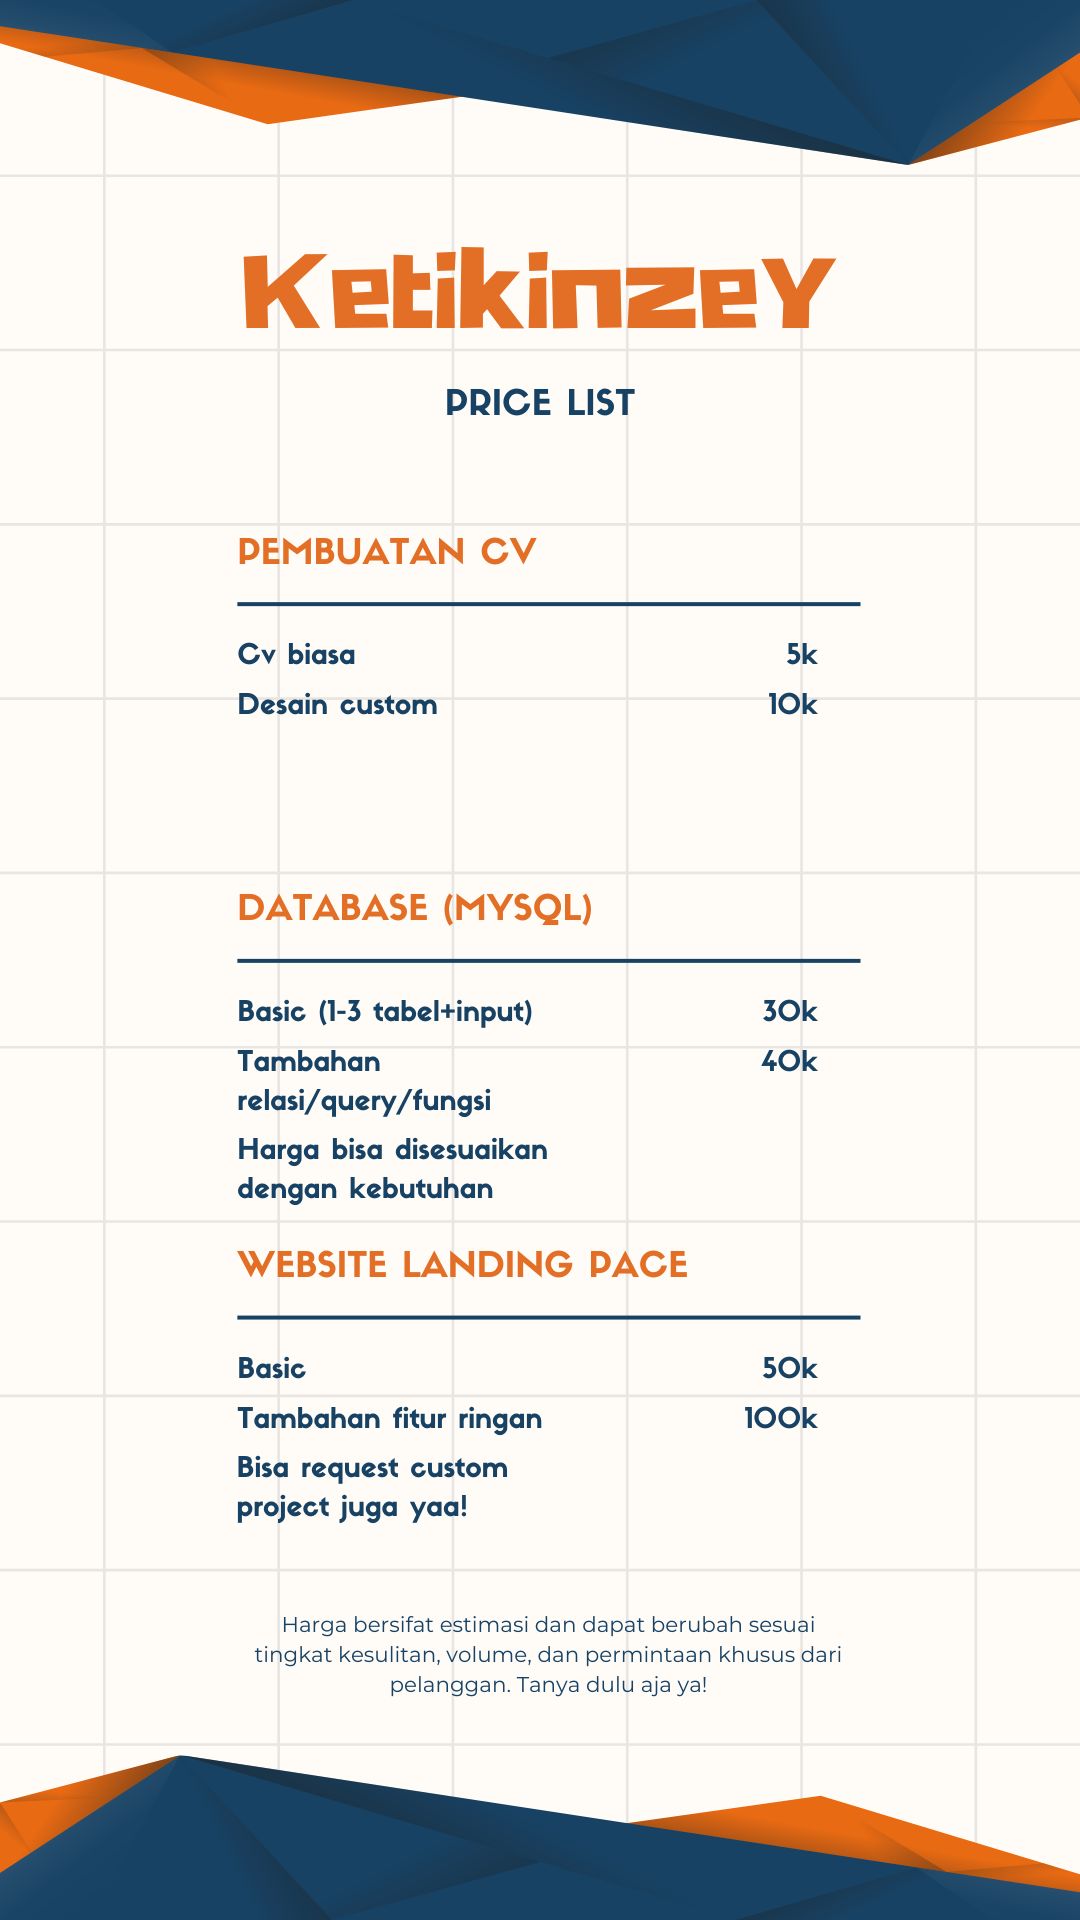 KetikinzeY
PRICE LIST
PEMBUATAN CV
Cv biasa 5k
Desain custom 10k
DATABASE (MYSQL)
Basic (1-3 tabel+input) 30k
Tambahan 40k
relasi/query/fungsi
Harga bisa disesuaikan
dengan kebutuhan
WEBSITE LANDING PACE
Basic 50k
Tambahan fitur ringan 100k
Bisa request custom
project juga yaa!
Harga bersifat estimasi dan dapat berubah sesuai
tingkat kesulitan, volume, dan permintaan khusus dari
pelanggan. Tanya dulu aja ya!